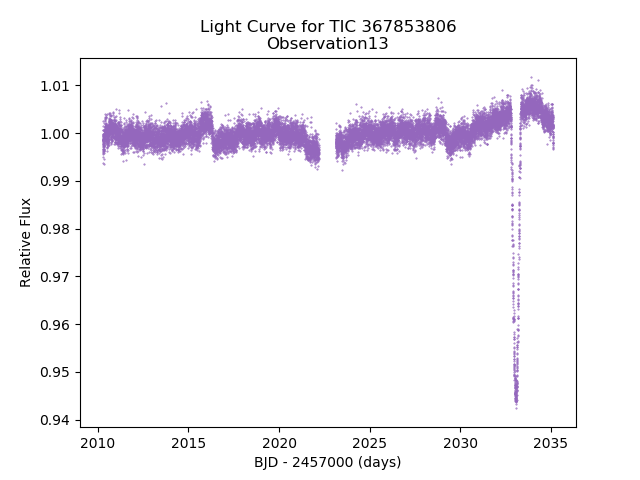 Light Curve for TIC 367853806
Observation13
1.01
1.00
0.99
0.98
0.97
0.96
0.95
0.94
Relative Flux
2010 2015 2020 2025 2030 2035
BJD - 2457000 (days)